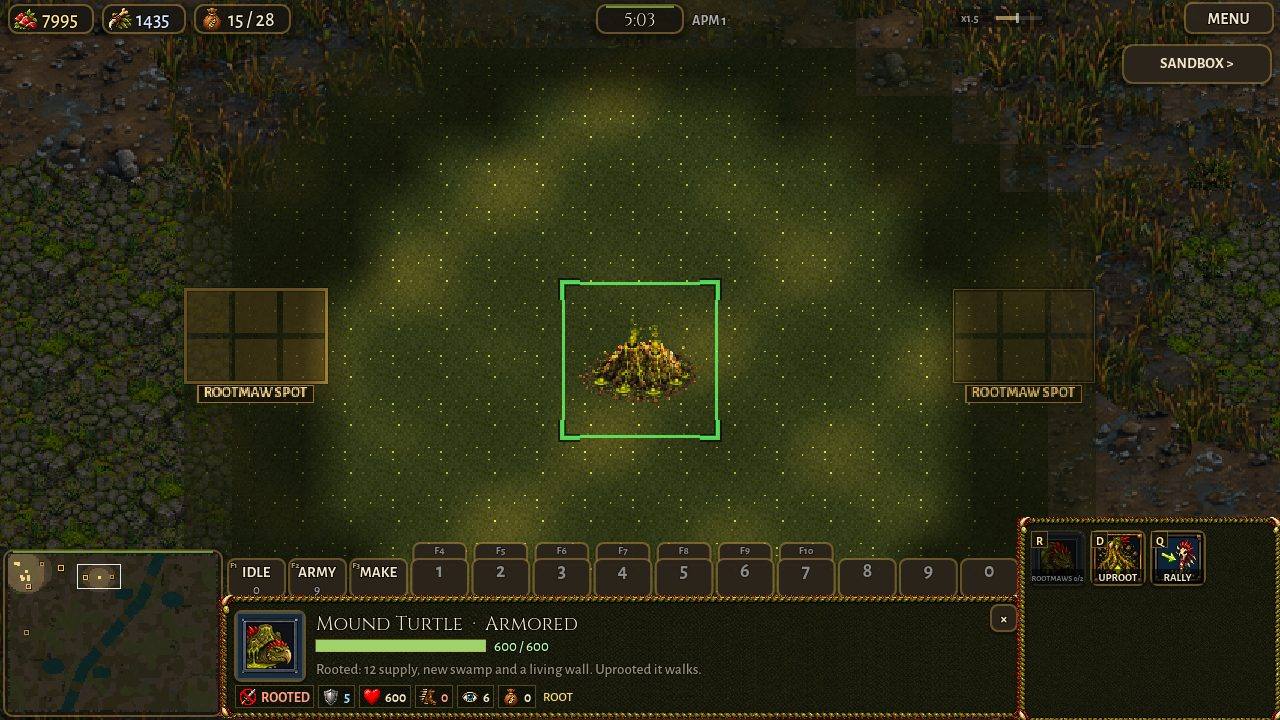 7995
1435
15 / 28
5:03
APM 1
x1.5
MENU
SANDBOX >
ROOTMAW SPOT
ROOTMAW SPOT
F4
F5
F6
F7
F8
F9
F10
F1 IDLE 0
F2 ARMY 9
MAKE
1 2 3 4 5 6 7 8 9 0
MOUND TURTLE · ARMORED
600 / 600
Rooted: 12 supply, new swamp and a living wall. Uprooted it walks.
ROOTED 5 600 0 6 0 ROOT
×
R
ROOTMAWS 0/2
D
UPROOT
Q
RALLY